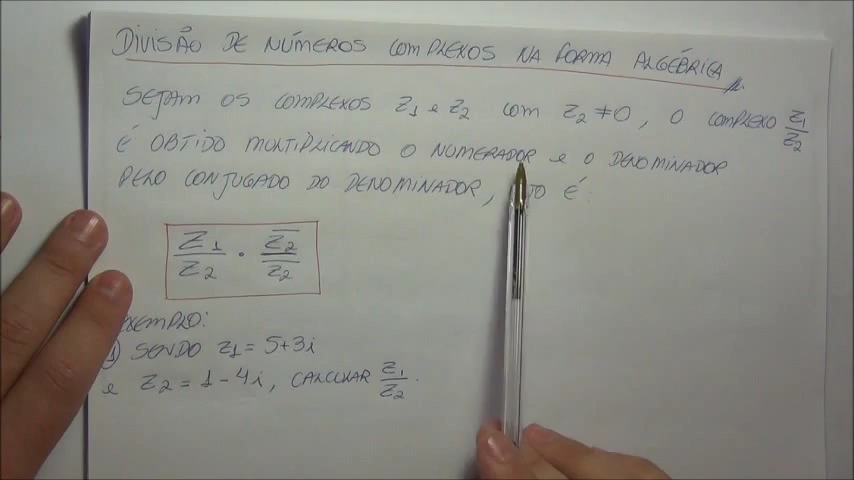 DIVISÃO DE NÚMEROS COMPLEXOS NA FORMA ALGÉBRICA
SEJAM OS COMPLEXOS Z1 e Z2 COM Z2 ≠ 0, O COMPLEXO Z1/Z2
É OBTIDO MULTIPLICANDO O NUMERADOR e O DENOMINADOR
PELO CONJUGADO DO DENOMINADOR, É:
Z1/Z2 · Z̅2/Z̅2
EXEMPLO:
1 SENDO Z1 = 5+3i
e Z2 = 1-4i, CALCULAR Z1/Z2.